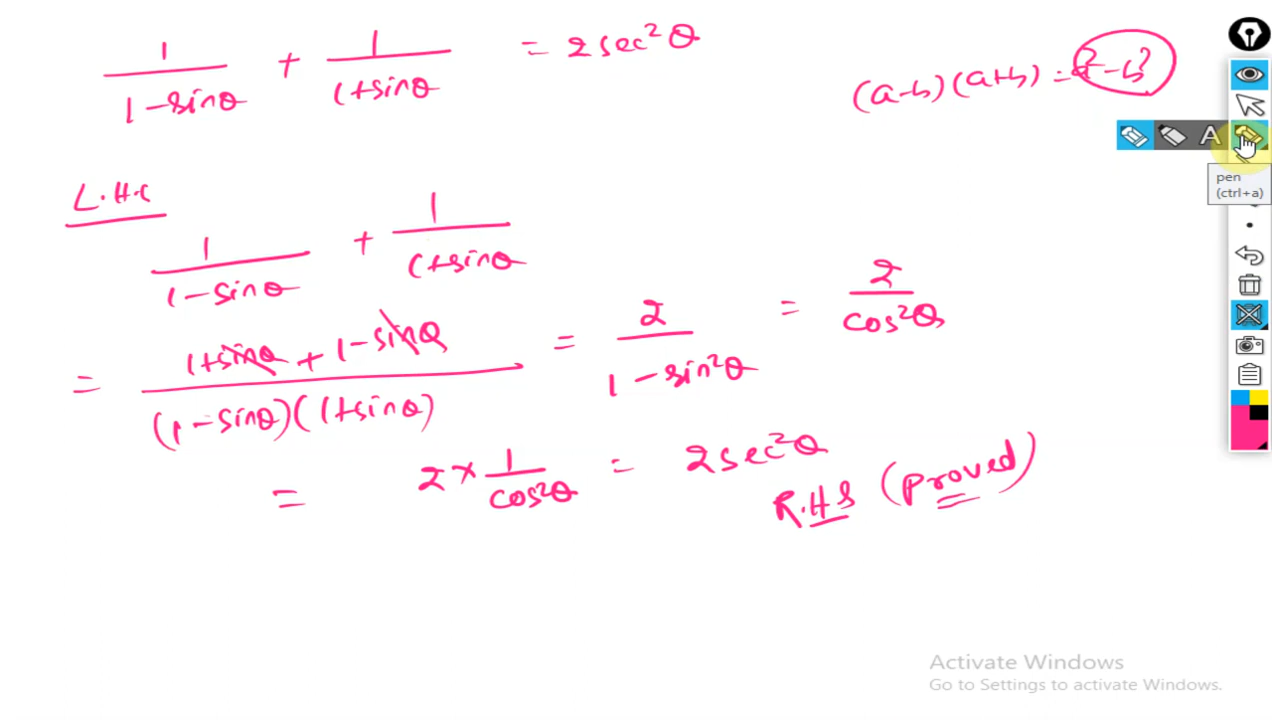 1/(1-sinθ) + 1/(1+sinθ) = 2sec²θ
(a-b)(a+b) = a²-b²
A
pen
(ctrl+a)
L.H.S
1/(1-sinθ) + 1/(1+sinθ)
= (1+sinθ + 1-sinθ)/((1-sinθ)(1+sinθ)) = 2/(1-sin²θ) = 2/cos²θ
= 2 × 1/cos²θ = 2sec²θ
R.H.S (proved)
Activate Windows
Go to Settings to activate Windows.